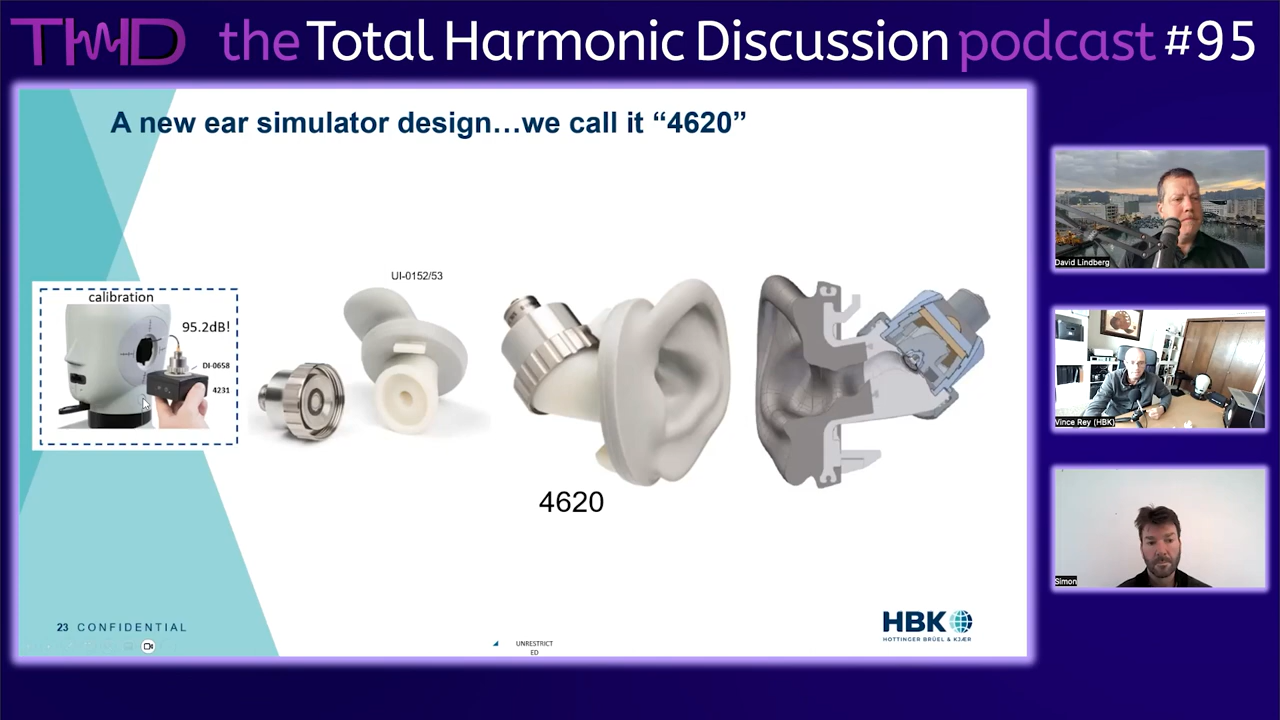 THD the Total Harmonic Discussion podcast #95
A new ear simulator design...we call it “4620”
UI-0152/53
calibration
95.2dB!
DI-0658
4231
4620
23 CONFIDENTIAL
UNRESTRICT
ED
HBK
HOTTINGER BRÜEL & KJÆR
David Lindberg
Vince Rey (HBK)
Simon